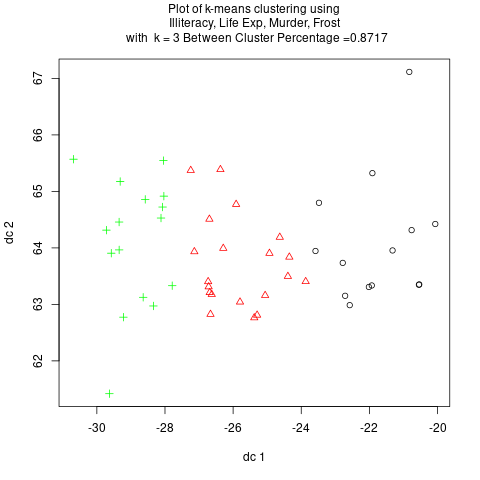 Plot of k-means clustering using
Illiteracy, Life Exp, Murder, Frost
with k = 3 Between Cluster Percentage =0.8717
67
66
65
64
63
62
dc 2
-30
-28
-26
-24
-22
-20
dc 1